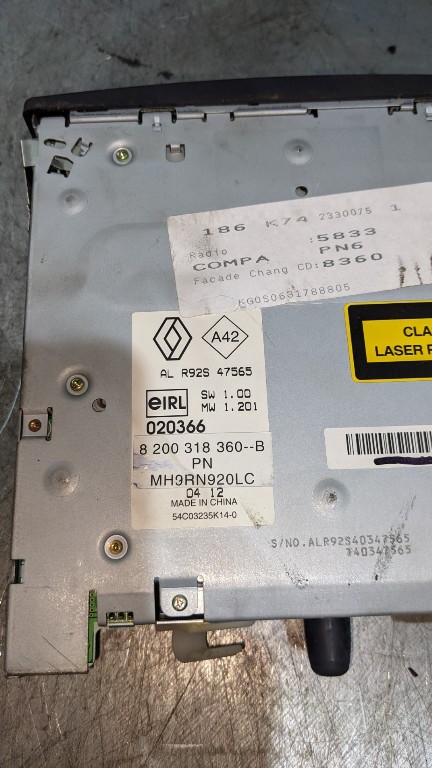 186 K74 2330075 1
Radio :5833
COMPA PN6
Facade Chang CD:8360
KG0S0631788805
A42
AL R92S 47565
eIRL
SW 1.00
MW 1.201
020366
8 200 318 360--B
PN
MH9RN920LC
04 12
MADE IN CHINA
54C03235K14-0
CLA
LASER P
S/NO.ALR92S40347565
T40347565